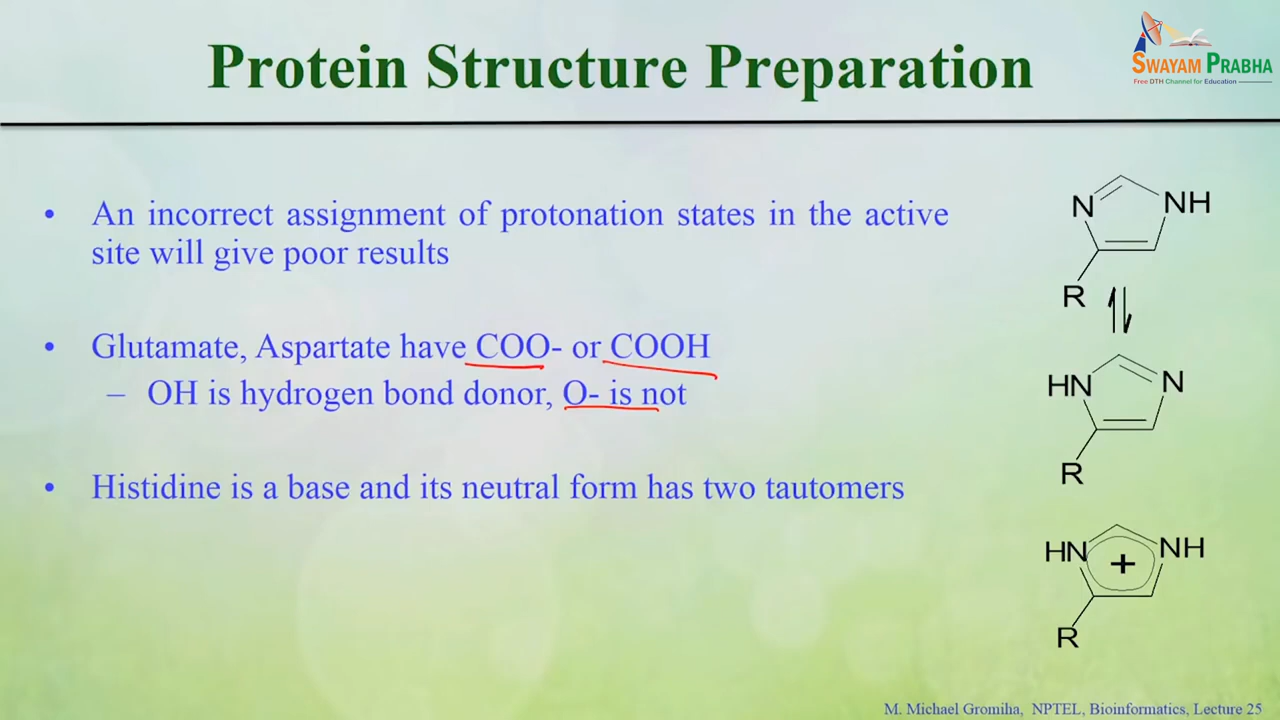 Protein Structure Preparation
SWAYAM PRABHA
Free DTH Channel for Education
• An incorrect assignment of protonation states in the active
site will give poor results
• Glutamate, Aspartate have COO- or COOH
– OH is hydrogen bond donor, O- is not
• Histidine is a base and its neutral form has two tautomers
N NH
R
HN N
R
HN + NH
R
M. Michael Gromiha, NPTEL, Bioinformatics, Lecture 25